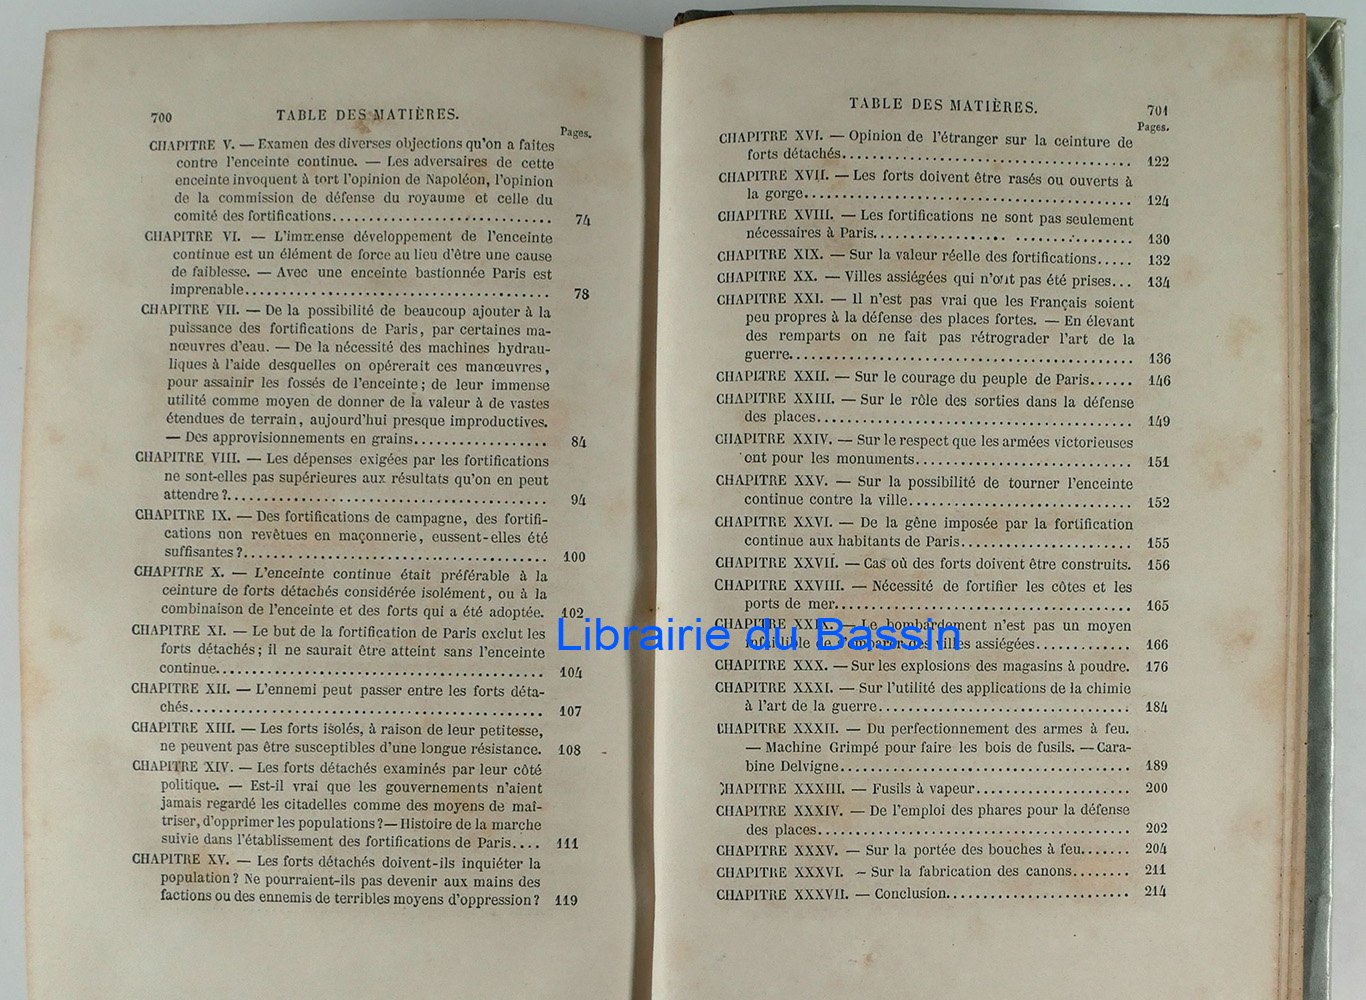 700 TABLE DES MATIÈRES.
Pages.
CHAPITRE V. — Examen des diverses objections qu'on a faites
contre l'enceinte continue. — Les adversaires de cette
enceinte invoquent à tort l'opinion de Napoléon, l'opinion
de la commission de défense du royaume et celle du
comité des fortifications............................ 74
CHAPITRE VI. — L'immense développement de l'enceinte
continue est un élément de force au lieu d'être une cause
de faiblesse. — Avec une enceinte bastionnée Paris est
imprenable....................................... 78
CHAPITRE VII. — De la possibilité de beaucoup ajouter à la
puissance des fortifications de Paris, par certaines ma-
nœuvres d'eau. — De la nécessité des machines hydrau-
liques à l'aide desquelles on opérerait ces manœuvres,
pour assainir les fossés de l'enceinte; de leur immense
utilité comme moyen de donner de la valeur à de vastes
étendues de terrain, aujourd'hui presque improductives.
— Des approvisionnements en grains................. 84
CHAPITRE VIII. — Les dépenses exigées par les fortifications
ne sont-elles pas supérieures aux résultats qu'on en peut
attendre?......................................... 94
CHAPITRE IX. — Des fortifications de campagne, des fortifi-
cations non revêtues en maçonnerie, eussent-elles été
suffisantes?....................................... 100
CHAPITRE X. — L'enceinte continue était préférable à la
ceinture de forts détachés considérée isolément, ou à la
combinaison de l'enceinte et des forts qui a été adoptée. 102
CHAPITRE XI. — Le but de la fortification de Paris exclut les
forts détachés; il ne saurait être atteint sans l'enceinte
continue.......................................... 104
CHAPITRE XII. — L'ennemi peut passer entre les forts déta-
chés.............................................. 107
CHAPITRE XIII. — Les forts isolés, à raison de leur petitesse,
ne peuvent pas être susceptibles d'une longue résistance. 108
CHAPITRE XIV. — Les forts détachés examinés par leur côté
politique. — Est-il vrai que les gouvernements n'aient
jamais regardé les citadelles comme des moyens de maî-
triser, d'opprimer les populations? — Histoire de la marche
suivie dans l'établissement des fortifications de Paris.... 111
CHAPITRE XV. — Les forts détachés doivent-ils inquiéter la
population? Ne pourraient-ils pas devenir aux mains des
factions ou des ennemis de terribles moyens d'oppression? 119
TABLE DES MATIÈRES. 701
Pages.
CHAPITRE XVI. — Opinion de l'étranger sur la ceinture de
forts détachés..................................... 122
CHAPITRE XVII. — Les forts doivent être rasés ou ouverts à
la gorge.......................................... 124
CHAPITRE XVIII. — Les fortifications ne sont pas seulement
nécessaires à Paris................................ 130
CHAPITRE XIX. — Sur la valeur réelle des fortifications..... 132
CHAPITRE XX. — Villes assiégées qui n'ont pas été prises... 134
CHAPITRE XXI. — Il n'est pas vrai que les Français soient
peu propres à la défense des places fortes. — En élevant
des remparts on ne fait pas rétrograder l'art de la
guerre............................................ 136
CHAPITRE XXII. — Sur le courage du peuple de Paris...... 146
CHAPITRE XXIII. — Sur le rôle des sorties dans la défense
des places........................................ 149
CHAPITRE XXIV. — Sur le respect que les armées victorieuses
ont pour les monuments............................ 151
CHAPITRE XXV. — Sur la possibilité de tourner l'enceinte
continue contre la ville............................. 152
CHAPITRE XXVI. — De la gêne imposée par la fortification
continue aux habitants de Paris...................... 155
CHAPITRE XXVII. — Cas où des forts doivent être construits. 156
CHAPITRE XXVIII. — Nécessité de fortifier les côtes et les
ports de mer...................................... 165
CHAPITRE XXIX. — Le bombardement n'est pas un moyen
infaillible de s'emparer des villes assiégées............. 166
CHAPITRE XXX. — Sur les explosions des magasins à poudre. 176
CHAPITRE XXXI. — Sur l'utilité des applications de la chimie
à l'art de la guerre................................. 184
CHAPITRE XXXII. — Du perfectionnement des armes à feu.
— Machine Grimpé pour faire les bois de fusils. — Cara-
bine Delvigne...................................... 189
CHAPITRE XXXIII. — Fusils à vapeur................... 200
CHAPITRE XXXIV. — De l'emploi des phares pour la défense
des places........................................ 202
CHAPITRE XXXV. — Sur la portée des bouches à feu....... 204
CHAPITRE XXXVI. — Sur la fabrication des canons........ 211
CHAPITRE XXXVII. — Conclusion....................... 214
Librairie du Bassin